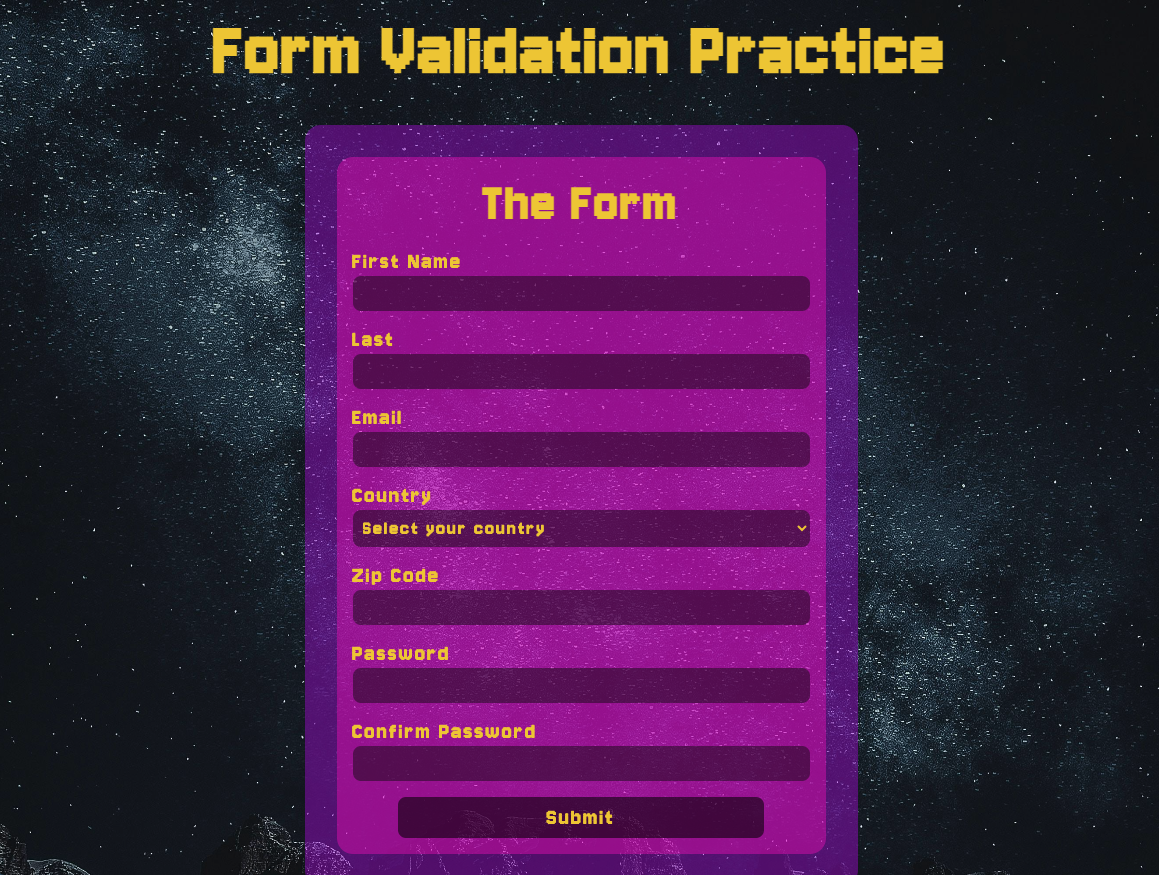 Form Validation Practice
The Form
First Name
Last
Email
Country
Select your country
Zip Code
Password
Confirm Password
Submit